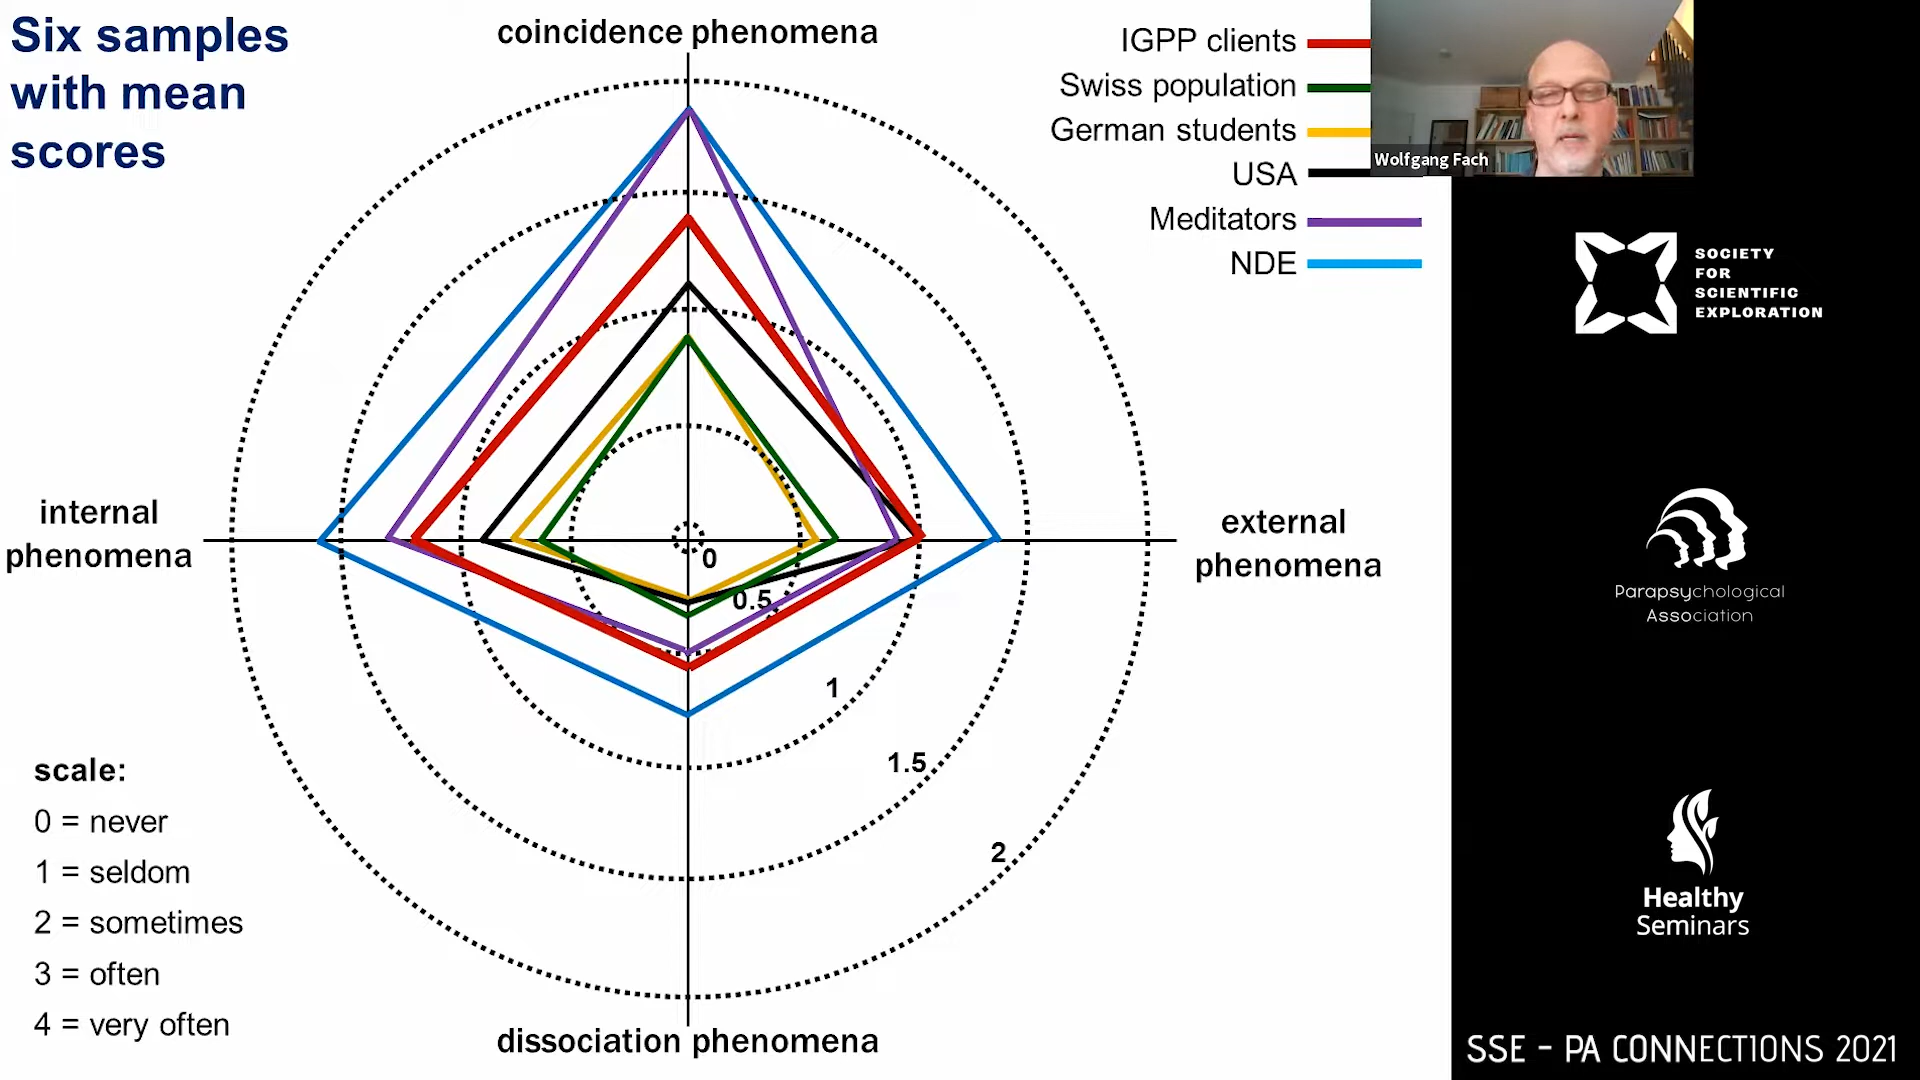 Six samples
with mean
scores
coincidence phenomena
IGPP clients
Swiss population
German students
USA
Meditators
NDE
Wolfgang Fach
SOCIETY
FOR
SCIENTIFIC
EXPLORATION
internal
phenomena
external
phenomena
0
0.5
1
1.5
2
Parapsychological
Association
scale:
0 = never
1 = seldom
2 = sometimes
3 = often
4 = very often
dissociation phenomena
Healthy
Seminars
SSE - PA CONNECTIONS 2021